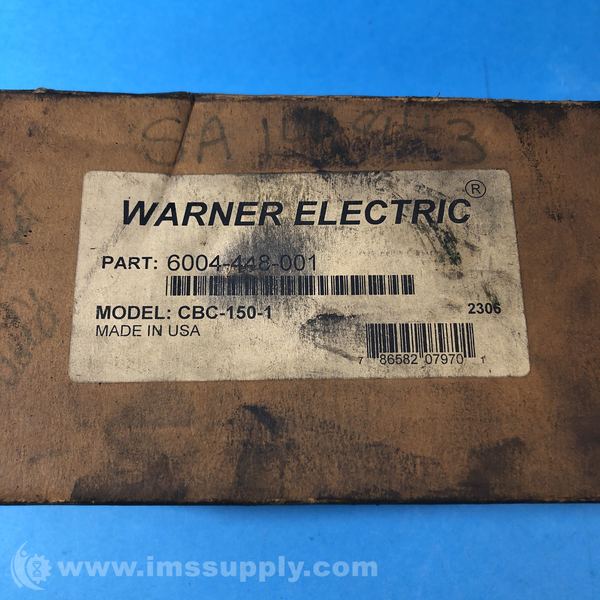 SA
WARNER ELECTRIC ®
PART: 6004-448-001
MODEL: CBC-150-1 2306
MADE IN USA
7 86582 07970 1
www.imssupply.com